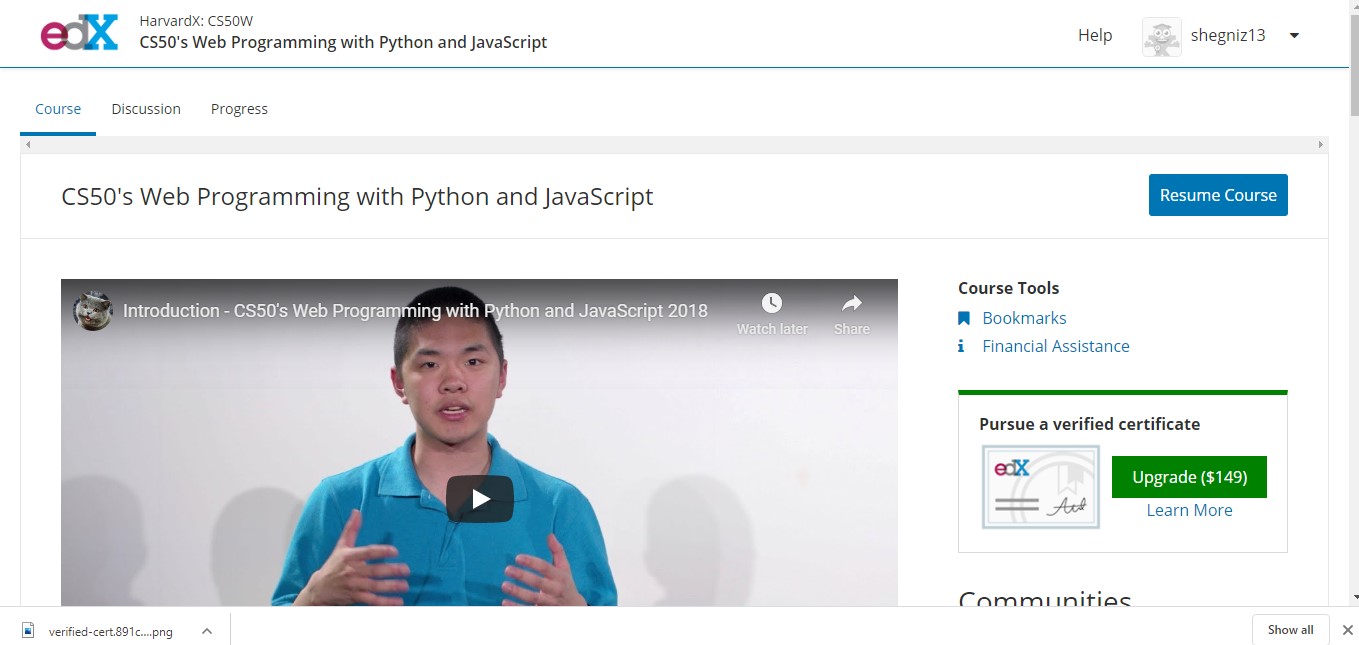 edX
HarvardX: CS50W
CS50's Web Programming with Python and JavaScript
Help
shegniz13
Course
Discussion
Progress
CS50's Web Programming with Python and JavaScript
Resume Course
Introduction - CS50's Web Programming with Python and JavaScript 2018
Watch later
Share
Course Tools
Bookmarks
Financial Assistance
Pursue a verified certificate
edX
Upgrade ($149)
Learn More
Communities
verified-cert.891c....png
Show all